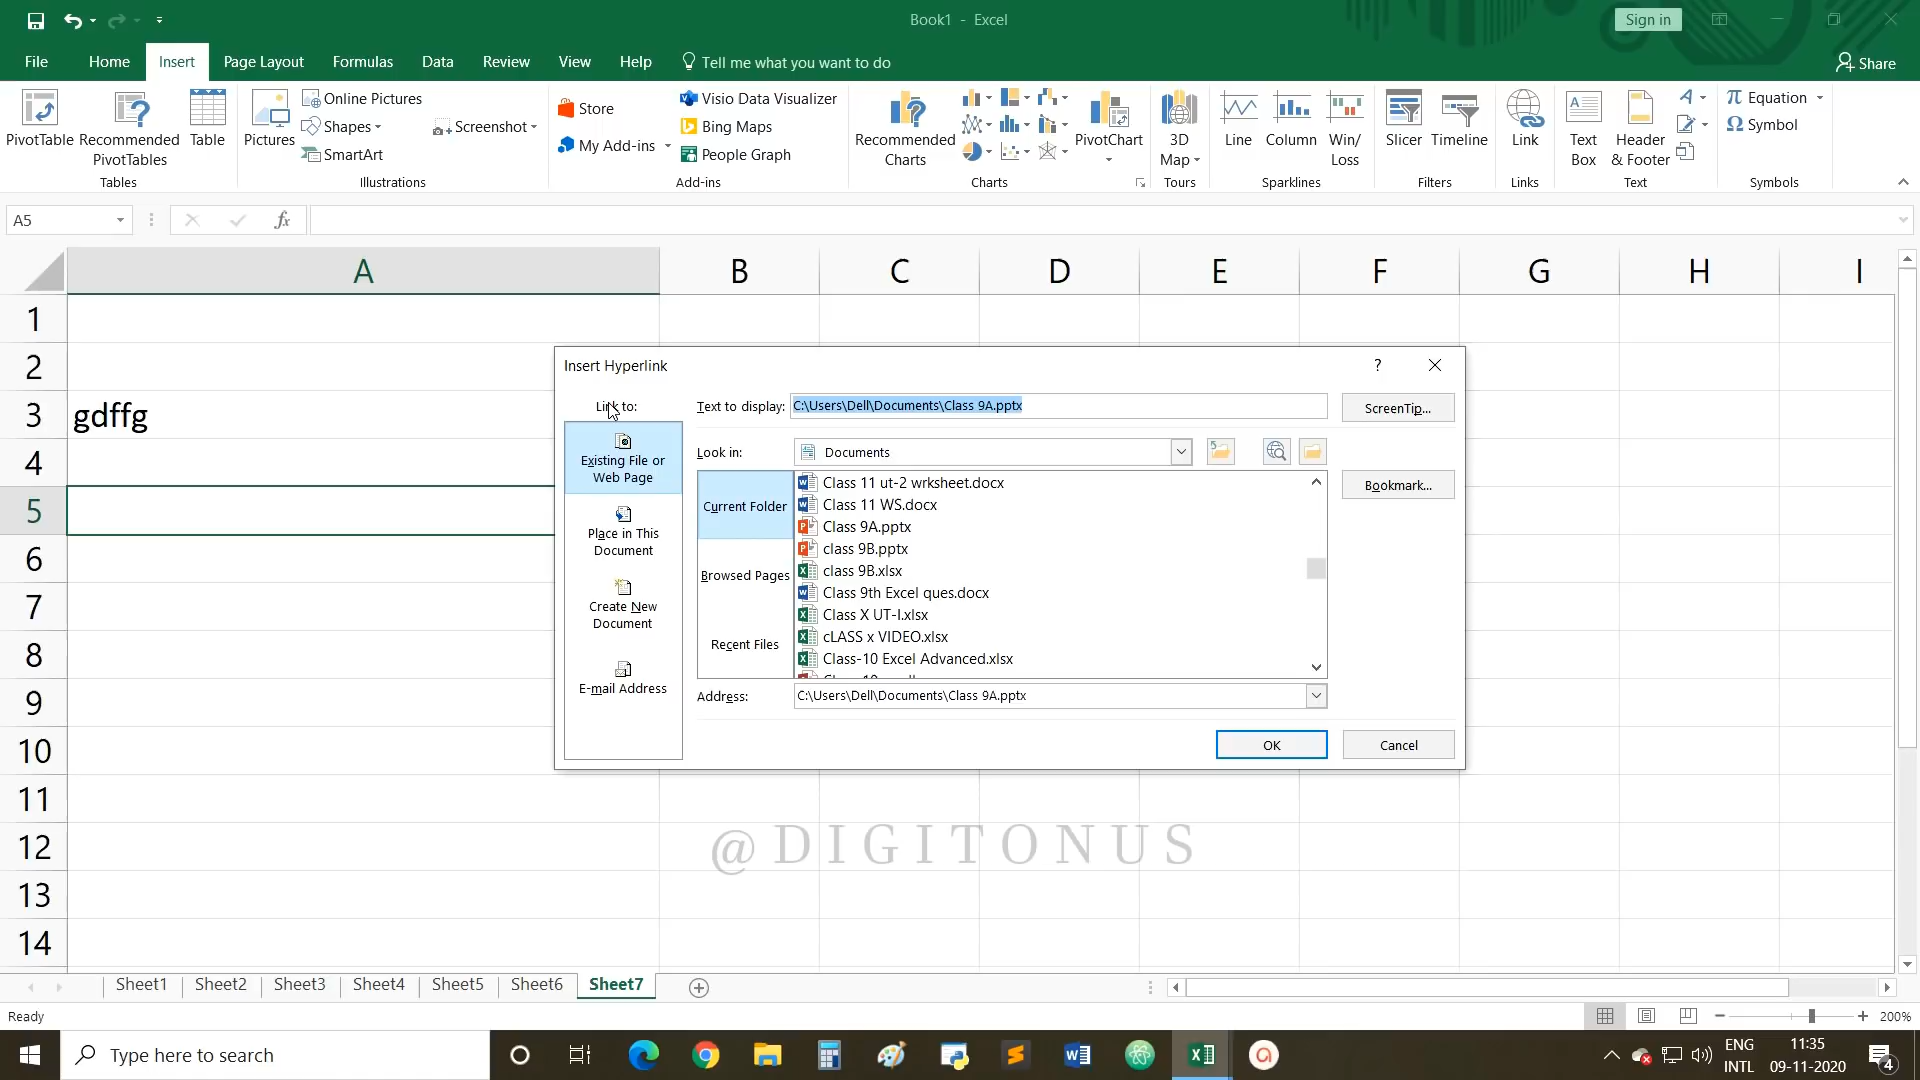 Book1 - Excel
Sign in
File Home Insert Page Layout Formulas Data Review View Help Tell me what you want to do
Share
PivotTable
Recommended PivotTables
Table
Tables
Pictures
Online Pictures
Shapes
SmartArt
Screenshot
Illustrations
Store
My Add-ins
Visio Data Visualizer
Bing Maps
People Graph
Add-ins
Recommended Charts
PivotChart
Charts
3D Map
Tours
Line
Column
Win/ Loss
Sparklines
Slicer
Timeline
Filters
Link
Links
Text Box
Header & Footer
Text
Equation
Symbol
Symbols
A5
fx
A B C D E F G H I
1
2
3 gdffg
4
5
6
7
8
9
10
11
12
13
14
Insert Hyperlink
?
Link to:
Existing File or Web Page
Place in This Document
Create New Document
E-mail Address
Text to display: C:\Users\Dell\Documents\Class 9A.pptx
ScreenTip...
Look in: Documents
Bookmark...
Current Folder
Browsed Pages
Recent Files
Class 11 ut-2 wrksheet.docx
Class 11 WS.docx
Class 9A.pptx
class 9B.pptx
class 9B.xlsx
Class 9th Excel ques.docx
Class X UT-I.xlsx
cLASS x VIDEO.xlsx
Class-10 Excel Advanced.xlsx
Address: C:\Users\Dell\Documents\Class 9A.pptx
OK
Cancel
@DIGITONUS
Sheet1 Sheet2 Sheet3 Sheet4 Sheet5 Sheet6 Sheet7
Ready
200%
Type here to search
ENG
INTL
11:35
09-11-2020
4